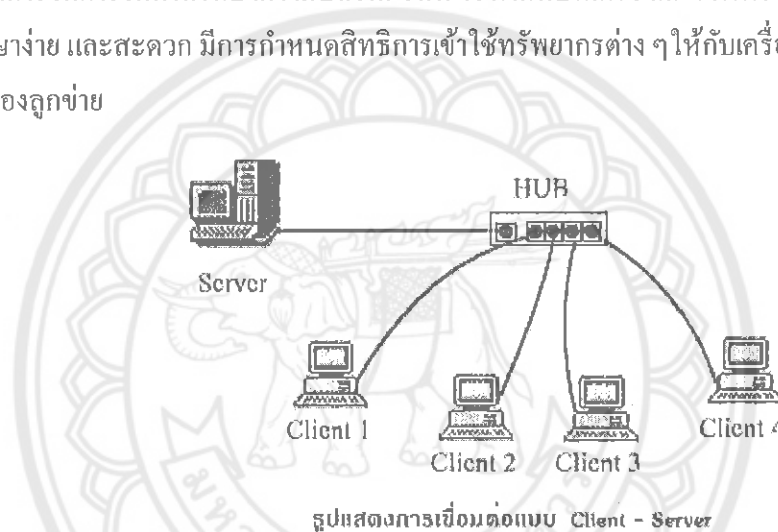 ษาง่าย และสะดวก มีการกำหนดสิทธิการเข้าใช้ทรัพยากรต่าง ๆ ให้กับเครื่อ
องลูกข่าย
HUB
Server
Client 1
Client 2
Client 3
Client 4
รูปแสดงการเชื่อมต่อแบบ Client - Server